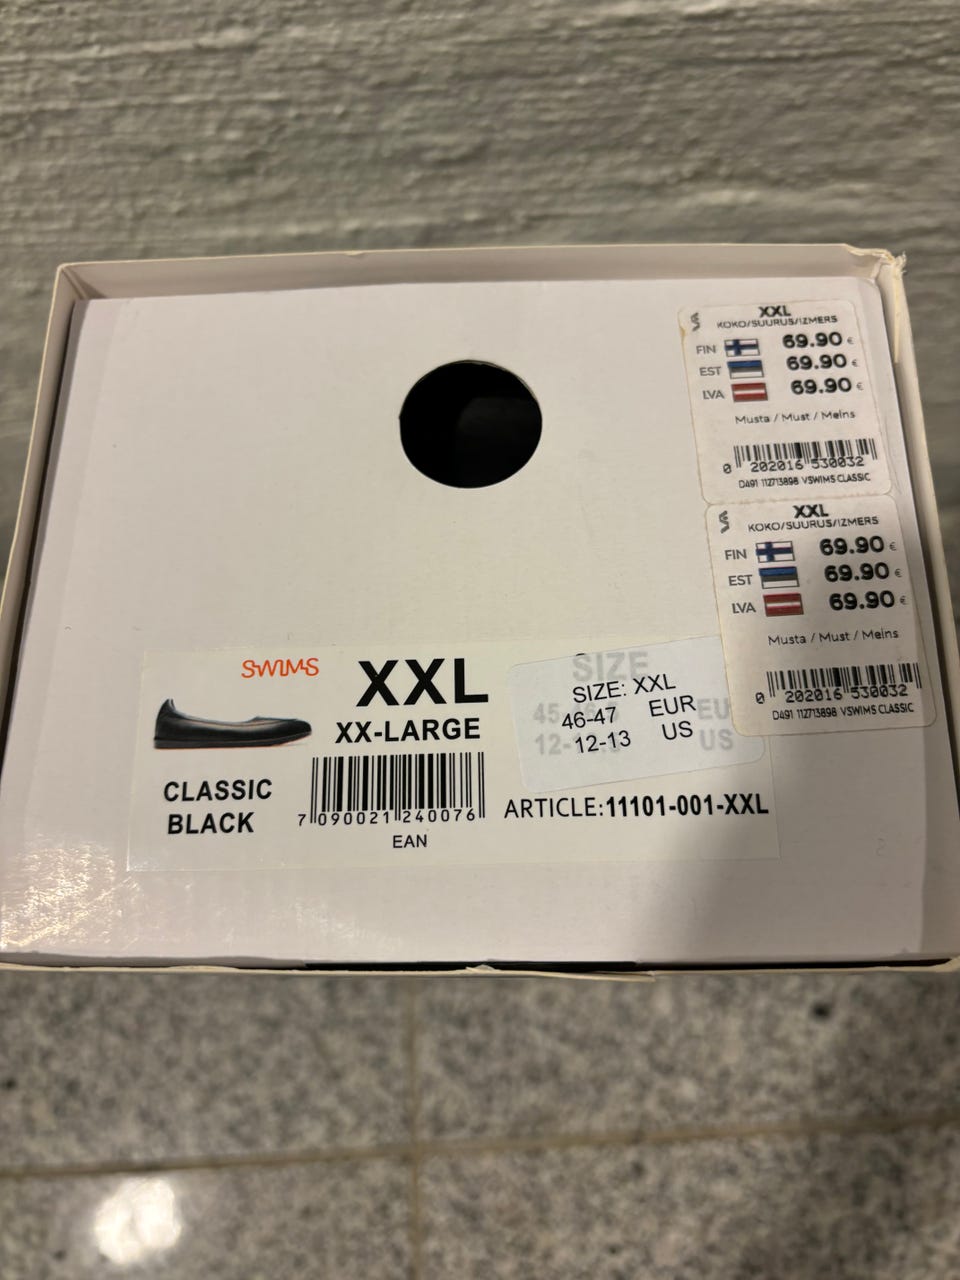 XXL
KOKO/SUURUS/IZMERS
FIN 69.90 €
EST 69.90 €
LVA 69.90 €
Musta / Must / Melns
0 202016 530032
D491 112713898 VSWIMS CLASSIC
XXL
KOKO/SUURUS/IZMERS
FIN 69.90 €
EST 69.90 €
LVA 69.90 €
Musta / Must / Melns
0 202016 530032
D491 112713898 VSWIMS CLASSIC
SWIMS
XXL
XX-LARGE
CLASSIC
BLACK
7 090021 240076
EAN
SIZE
SIZE: XXL
46-47 EUR
12-13 US
EU
US
ARTICLE:11101-001-XXL